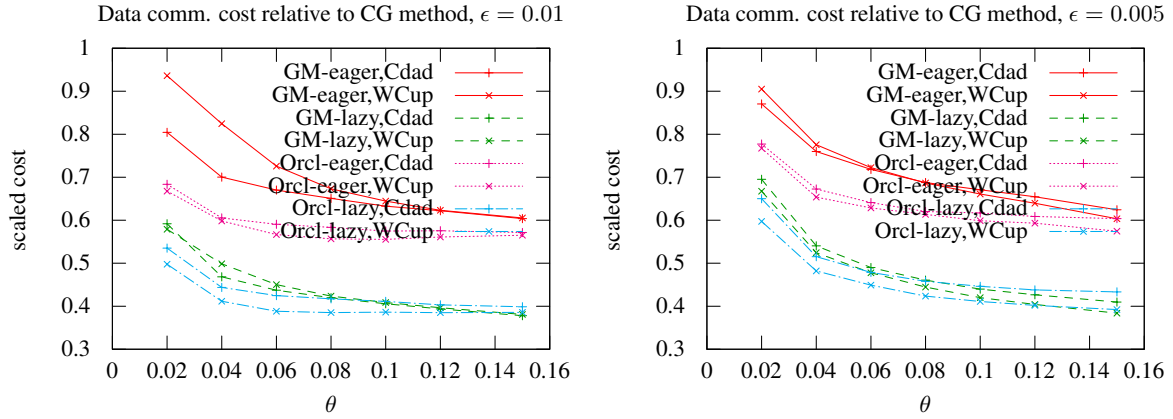 Data comm. cost relative to CG method, ϵ = 0.01
scaled cost
1
0.9
0.8
0.7
0.6
0.5
0.4
0.3
0
0.02
0.04
0.06
0.08
0.1
0.12
0.14
0.16
θ
GM-eager,Cdad
GM-eager,WCup
GM-lazy,Cdad
GM-lazy,WCup
Orcl-eager,Cdad
Orcl-eager,WCup
Orcl-lazy,Cdad
Orcl-lazy,WCup
Data comm. cost relative to CG method, ϵ = 0.005
scaled cost
1
0.9
0.8
0.7
0.6
0.5
0.4
0.3
0
0.02
0.04
0.06
0.08
0.1
0.12
0.14
0.16
θ
GM-eager,Cdad
GM-eager,WCup
GM-lazy,Cdad
GM-lazy,WCup
Orcl-eager,Cdad
Orcl-eager,WCup
Orcl-lazy,Cdad
Orcl-lazy,WCup